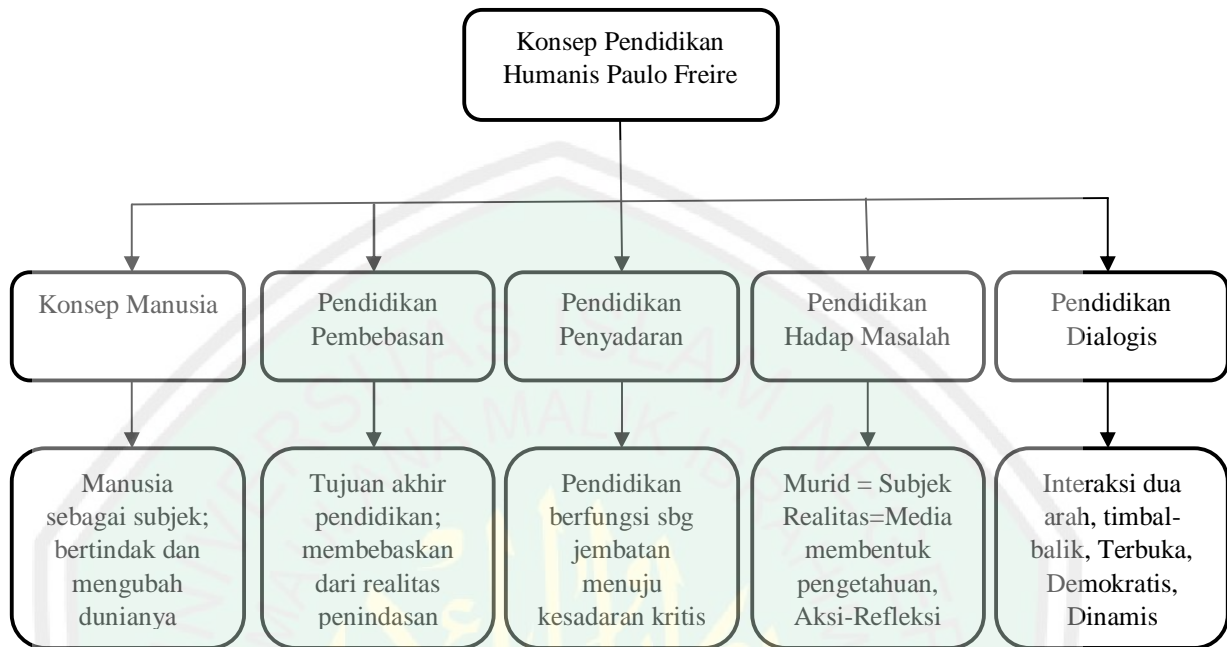 Konsep Pendidikan
Humanis Paulo Freire
Konsep Manusia
Pendidikan
Pembebasan
Pendidikan
Penyadaran
Pendidikan
Hadap Masalah
Pendidikan
Dialogis
Manusia
sebagai subjek;
bertindak dan
mengubah
dunianya
Tujuan akhir
pendidikan;
membebaskan
dari realitas
penindasan
Pendidikan
berfungsi sbg
jembatan
menuju
kesadaran kritis
Murid = Subjek
Realitas=Media
membentuk
pengetahuan,
Aksi-Refleksi
Interaksi dua
arah, timbal-
balik, Terbuka,
Demokratis,
Dinamis